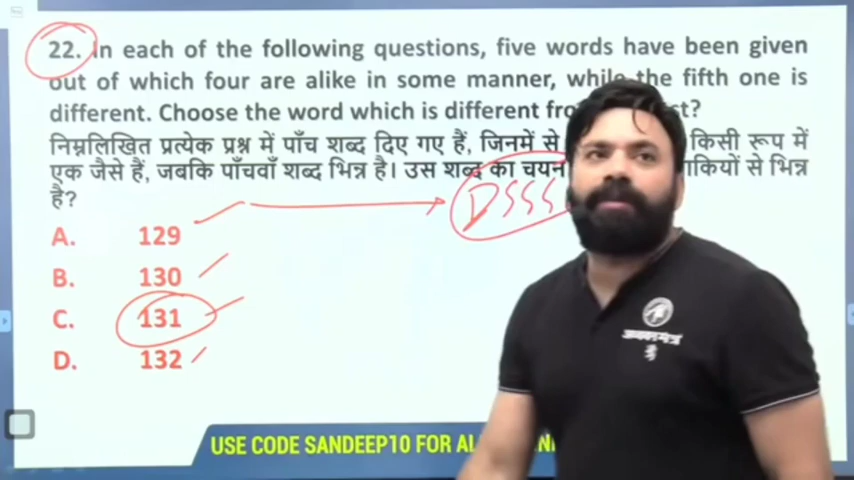 22. In each of the following questions, five words have been given
out of which four are alike in some manner, while the fifth one is
different. Choose the word which is different
निम्नलिखित प्रत्येक प्रश्न में पाँच शब्द दिए गए हैं, जिनमें से किसी रूप में
एक जैसे हैं, जबकि पाँचवाँ शब्द भिन्न है। उस शब्द का चयन से भिन्न
है?
A. 129
B. 130
C. 131
D. 132
USE CODE SANDEEP10 FOR